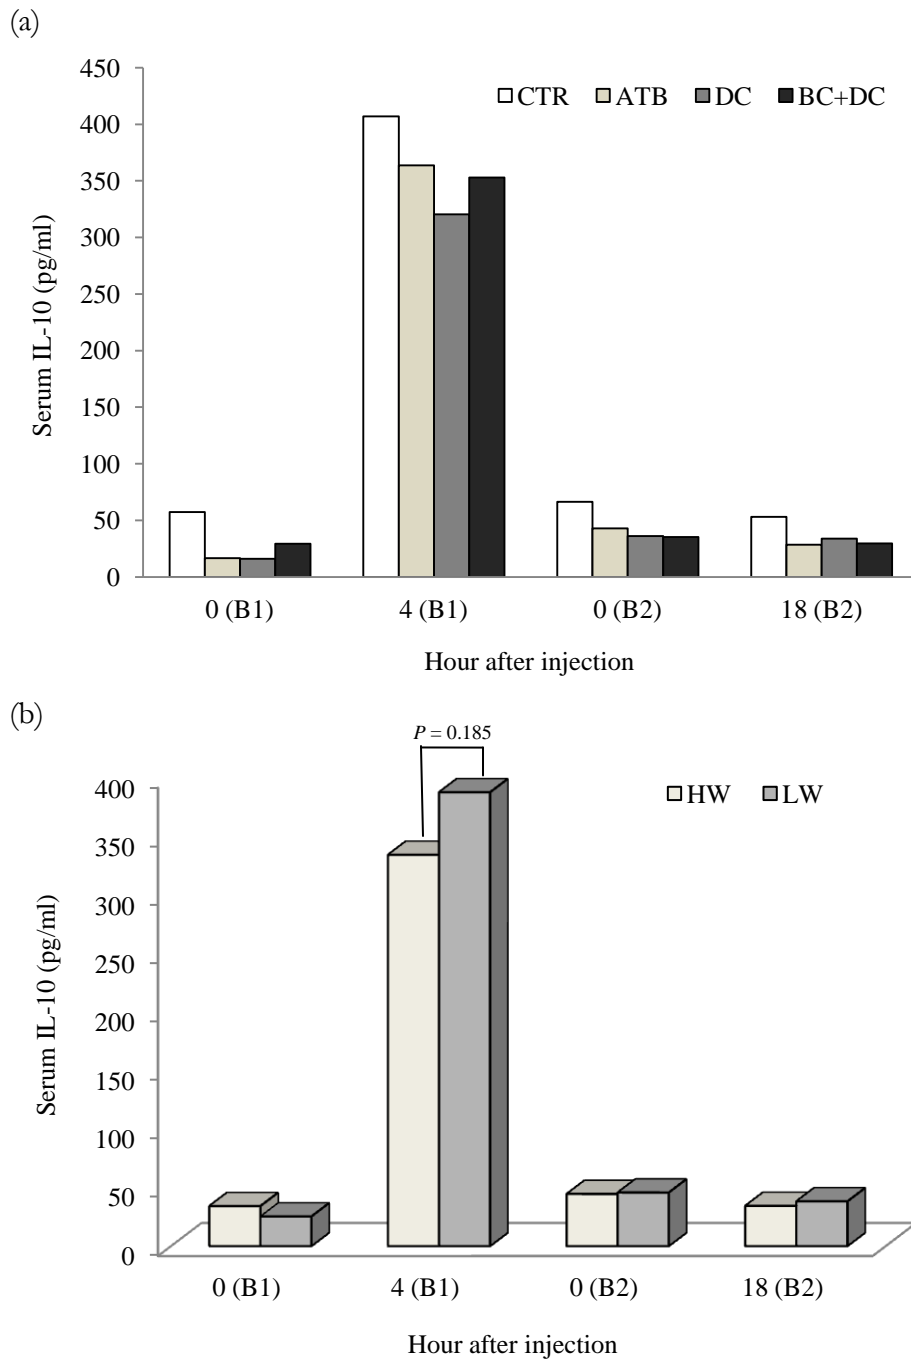 (a)
450
400
350
300
250
200
150
100
50
0
Serum IL-10 (pg/ml)
CTR ATB DC BC+DC
0 (B1) 4 (B1) 0 (B2) 18 (B2)
Hour after injection
(b)
P = 0.185
400
350
300
250
200
150
100
50
0
Serum IL-10 (pg/ml)
HW LW
0 (B1) 4 (B1) 0 (B2) 18 (B2)
Hour after injection